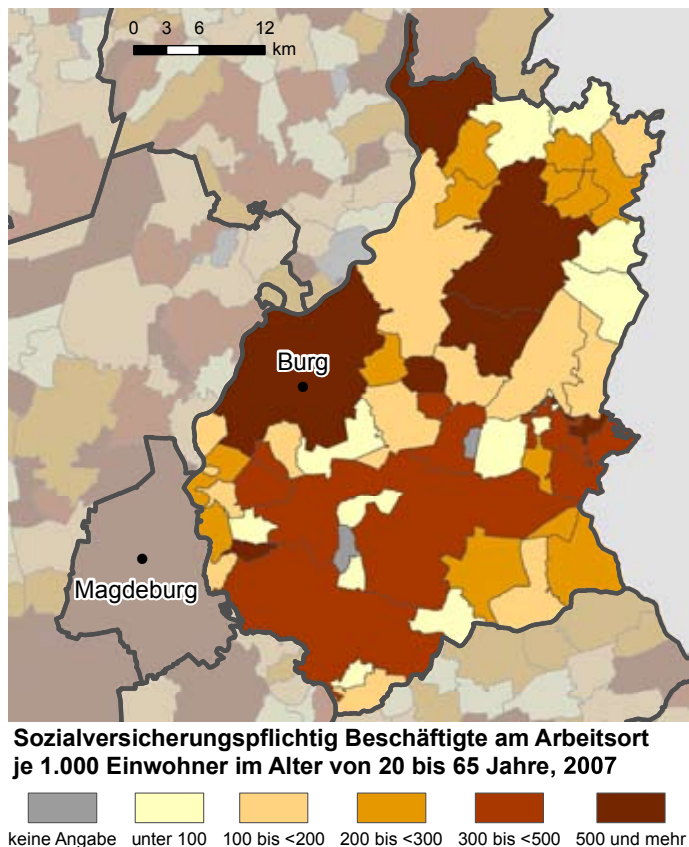 0 3 6 12
km
Burg
Magdeburg
Sozialversicherungspflichtig Beschäftigte am Arbeitsort
je 1.000 Einwohner im Alter von 20 bis 65 Jahre, 2007
keine Angabe unter 100 100 bis <200 200 bis <300 300 bis <500 500 und mehr